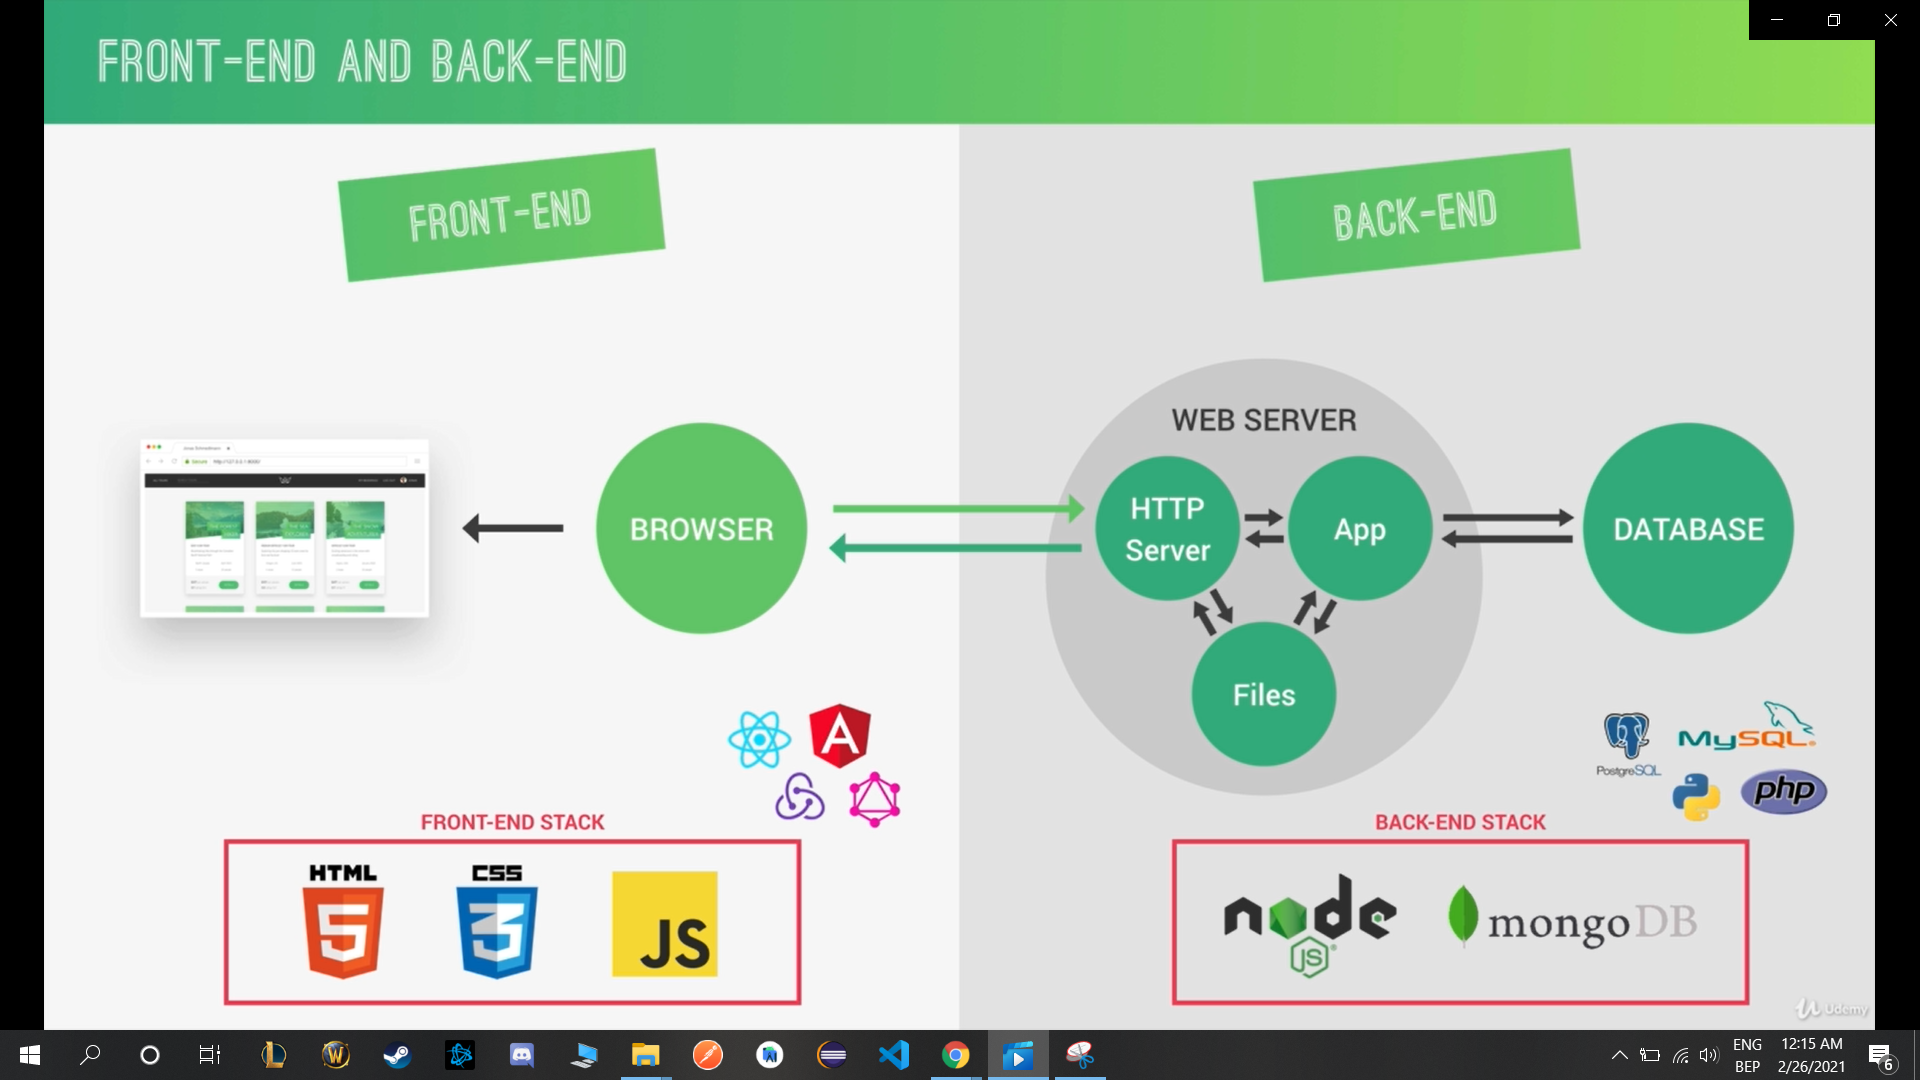 FRONT-END AND BACK-END
FRONT-END
BACK-END
WEB SERVER
BROWSER
HTTP
Server
App
DATABASE
Files
PostgreSQL
MySQL
php
FRONT-END STACK
HTML
5
CSS
3
JS
BACK-END STACK
node
JS
mongoDB
Udemy
ENG
BEP
12:15 AM
2/26/2021
6